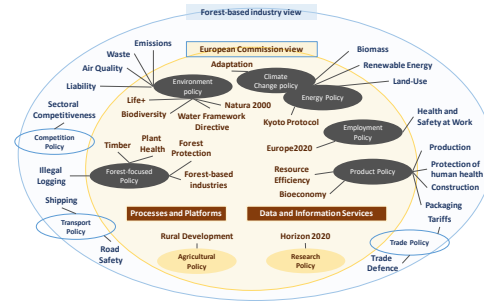 Forest-based industry view
Emissions
European Commission view
Biomass
Waste
Adaptation
Renewable Energy
Air Quality
Environment
policy
Climate
Change policy
Land-Use
Liability
Energy Policy
Life+
Natura 2000
Sectoral
Competitiveness
Biodiversity
Water Framework
Directive
Kyoto Protocol
Health and
Safety at Work
Employment
Policy
Competition
Policy
Timber
Plant
Health
Forest
Protection
Europe2020
Production
Illegal
Logging
Forest-focused
Policy
Forest-based
industries
Resource
Efficiency
Product Policy
Protection of
human health
Bioeconomy
Construction
Shipping
Packaging
Processes and Platforms
Data and Information Services
Tariffs
Transport
Policy
Rural Development
Horizon 2020
Trade Policy
Road
Safety
Agricultural
Policy
Research
Policy
Trade
Defence